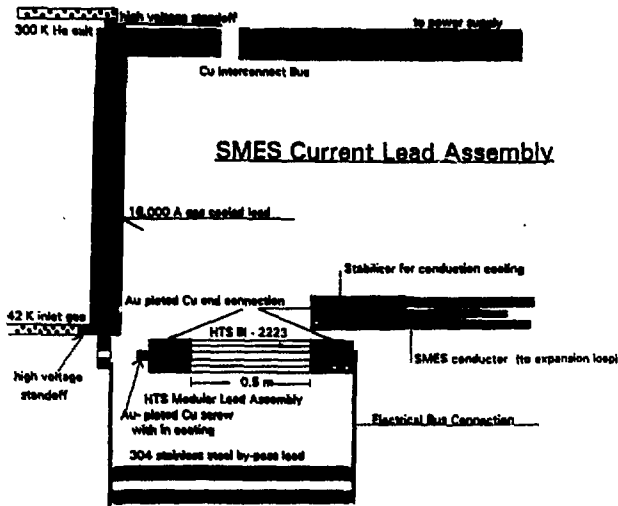 high voltage standoff
to power supply
300 K He exit
Cu Interconnect Bus
SMES Current Lead Assembly
16,000 A gas cooled lead
Stabilizer for conduction cooling
Au plated Cu end connection
42 K inlet gas
HTS BI - 2223
SMES conductor (to expansion loop)
high voltage
standoff
0.5 m
HTS Modular Lead Assembly
Au- plated Cu screw
with In coating
Electrical Bus Connection
304 stainless steel by-pass lead